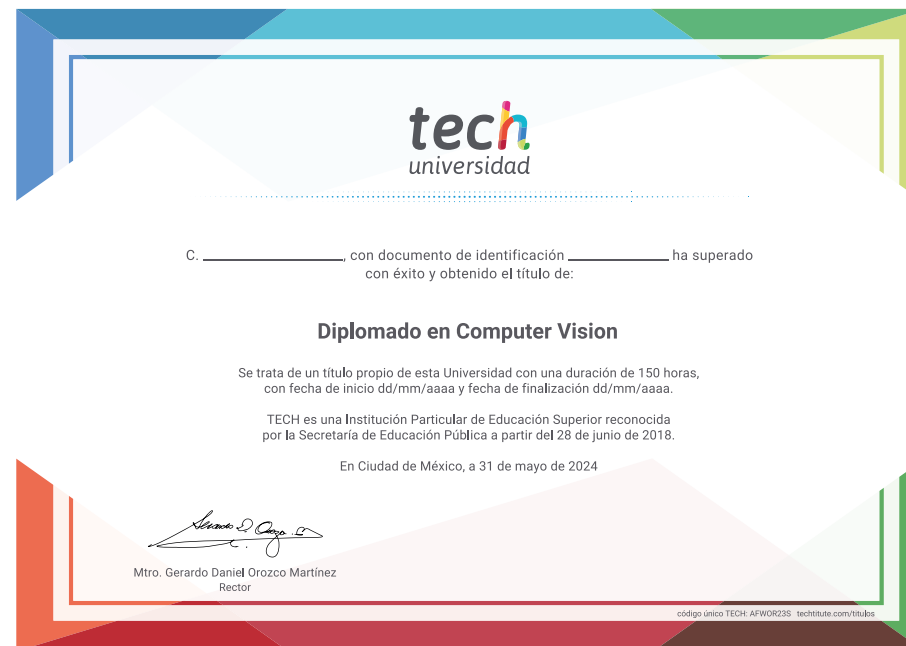 tech
universidad
C. ____________, con documento de identificación ____________ ha superado
con éxito y obtenido el título de:
Diplomado en Computer Vision
Se trata de un título propio de esta Universidad con una duración de 150 horas,
con fecha de inicio dd/mm/aaaa y fecha de finalización dd/mm/aaaa.
TECH es una Institución Particular de Educación Superior reconocida
por la Secretaría de Educación Pública a partir del 28 de junio de 2018.
En Ciudad de México, a 31 de mayo de 2024
Mtro. Gerardo Daniel Orozco Martínez
Rector
código único TECH: AFWOR23S techtitute.com/titulos